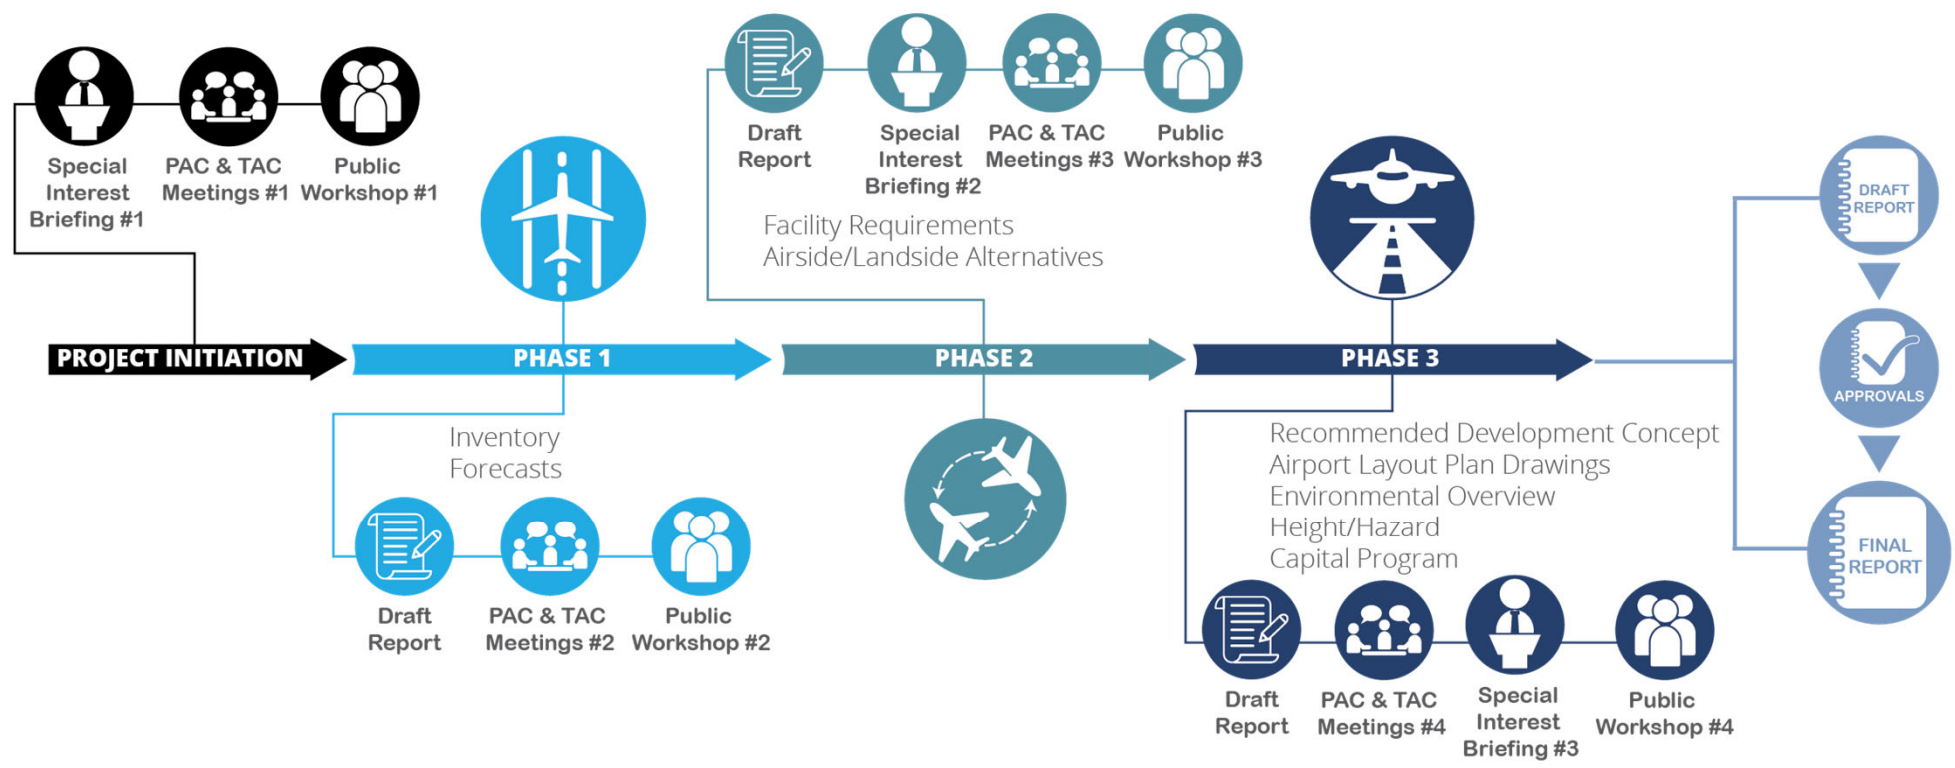 Special
Interest
Briefing #1
PAC & TAC
Meetings #1
Public
Workshop #1
PROJECT INITIATION
PHASE 1
Inventory
Forecasts
Draft
Report
PAC & TAC
Meetings #2
Public
Workshop #2
Draft
Report
Special
Interest
Briefing #2
PAC & TAC
Meetings #3
Public
Workshop #3
Facility Requirements
Airside/Landside Alternatives
PHASE 2
PHASE 3
Recommended Development Concept
Airport Layout Plan Drawings
Environmental Overview
Height/Hazard
Capital Program
Draft
Report
PAC & TAC
Meetings #4
Special
Interest
Briefing #3
Public
Workshop #4
DRAFT
REPORT
APPROVALS
FINAL
REPORT